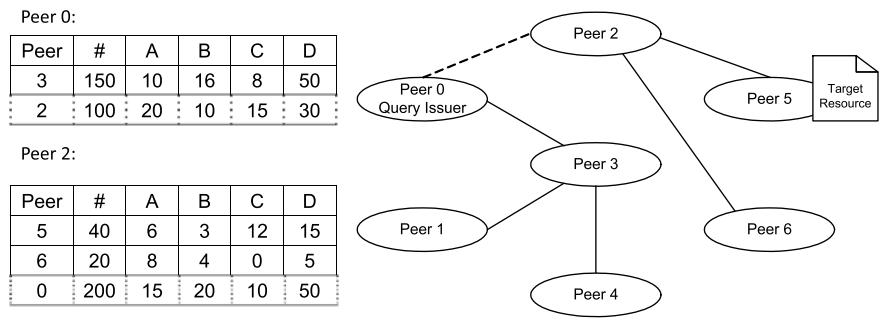 Peer 0:
Peer # A B C D
3 150 10 16 8 50
2 100 20 10 15 30
Peer 2:
Peer # A B C D
5 40 6 3 12 15
6 20 8 4 0 5
0 200 15 20 10 50
Peer 2
Peer 0
Query Issuer
Peer 5
Target
Resource
Peer 3
Peer 1
Peer 6
Peer 4